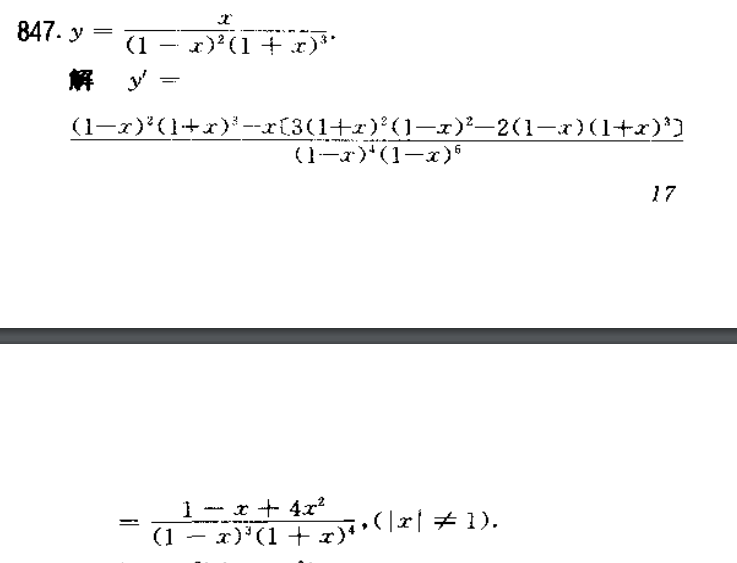 847. y = x / (1 − x)²(1 + x)³.
解 y′ =
(1−x)²(1+x)³−x〔3(1+x)²(1−x)²−2(1−x)(1+x)³〕 / (1−x)⁴(1−x)⁶
17
= 1 − x + 4x² / (1 − x)³(1 + x)⁴, (|x| ≠ 1).